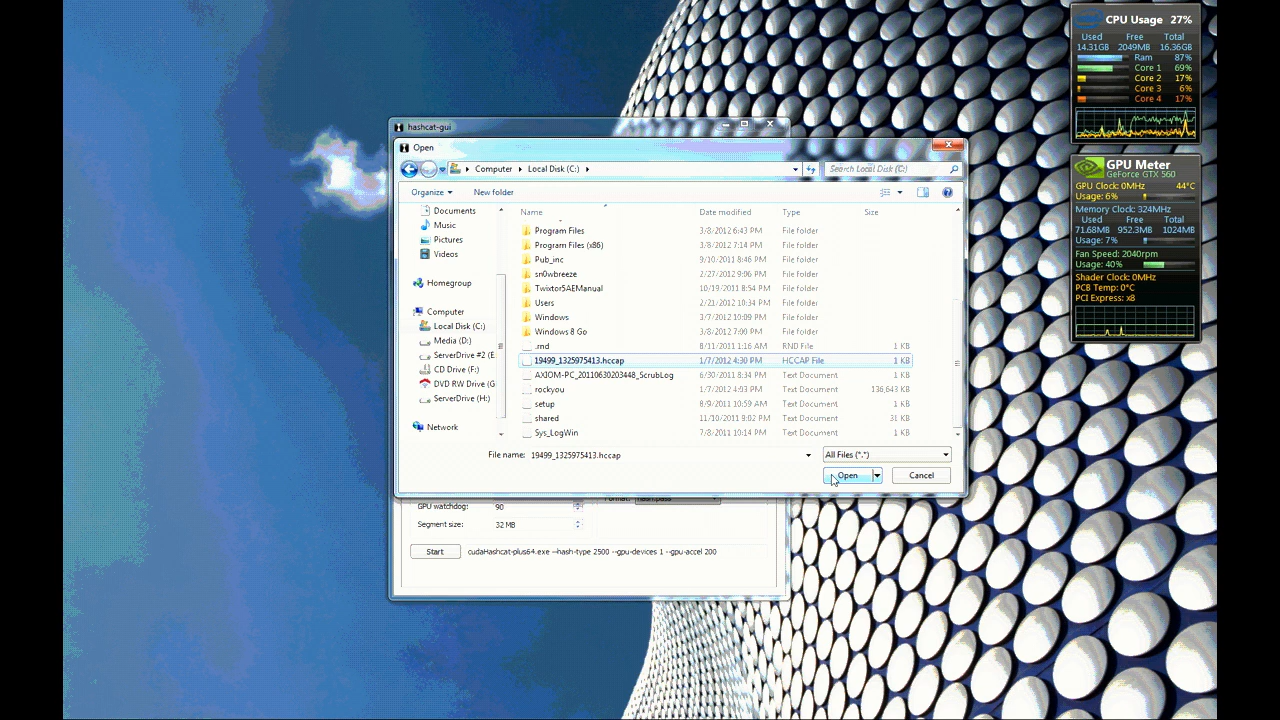 CPU Usage 27%
Used Free Total
14.31GB 2049MB 16.36GB
Ram 87%
Core 1 69%
Core 2 17%
Core 3 6%
Core 4 17%
GPU Meter
GeForce GTX 560
GPU Clock: 0MHz 44°C
Usage: 6%
Memory Clock: 324MHz
Used Free Total
71.68MB 952.3MB 1024MB
Usage: 7%
Fan Speed: 2040rpm
Usage: 40%
Shader Clock: 0MHz
PCB Temp: 0°C
PCI Express: x8
hashcat-gui
Open
Computer Local Disk (C:) Search Local Disk (C:)
Organize New folder
Name Date modified Type Size
Documents
Music
Pictures
Videos
Homegroup
Computer
Local Disk (C:)
Media (D:)
ServerDrive #2 (E
CD Drive (F:)
DVD RW Drive (G
ServerDrive (H:)
Network
Program Files 3/8/2012 6:43 PM File folder
Program Files (x86) 3/8/2012 7:14 PM File folder
Pub_inc 9/10/2011 8:46 PM File folder
sn0wbreeze 2/27/2012 9:06 PM File folder
Twixtor5AEManual 10/19/2011 8:54 PM File folder
Users 2/21/2012 10:34 PM File folder
Windows 3/7/2012 10:09 PM File folder
Windows 8 Go 3/8/2012 7:00 PM File folder
.rnd 8/11/2011 1:16 AM RND File 1 KB
19499_1325975413.hccap 1/7/2012 4:30 PM HCCAP File 1 KB
AXIOM-PC_20110630203448_ScrubLog 6/30/2011 8:34 PM Text Document 1 KB
rockyou 1/7/2012 4:03 PM Text Document 136,643 KB
setup 8/9/2011 10:59 AM Text Document 1 KB
shared 11/10/2011 9:02 PM Text Document 31 KB
Sys_LogWin 7/8/2011 10:14 PM Text Document 1 KB
File name: 19499_1325975413.hccap All Files (*.*)
Open Cancel
GPU watchdog: 90 Format: hash:pass
Segment size: 32 MB
Start cudaHashcat-plus64.exe --hash-type 2500 --gpu-devices 1 --gpu-accel 200